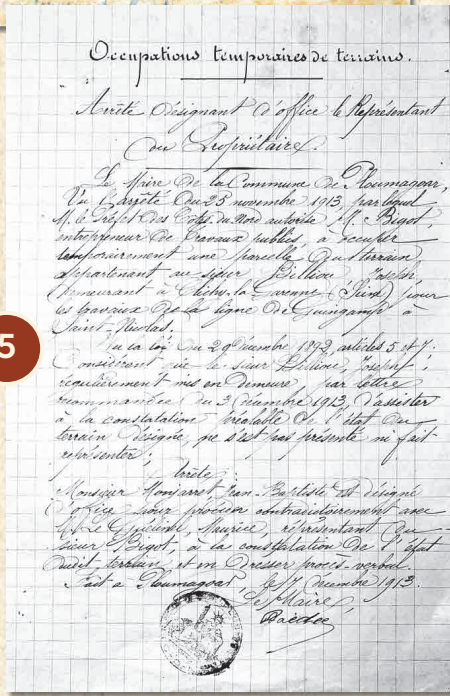 Occupations temporaires de terrains.
Arrêté désignant d'office le Représentant
du Propriétaire.
Le Maire de la Commune de Ploumagoar,
Vu l'arrêté du 25 novembre 1913, par lequel
M. le préfet des Côtes du Nord autorise M. Bigot,
entrepreneur de travaux publics, à occuper
temporairement une parcelle du terrain
appartenant au sieur Billiou, Joseph,
demeurant à Clichy-la-Garenne (Seine) pour
les travaux de la ligne de Guingamp à
Saint-Nicolas.
Vu la loi du 29 décembre 1892, articles 5 et 7;
Considérant que le sieur Billiou, Joseph,
régulièrement mis en demeure, par lettre
recommandée du 3 décembre 1913, d'assister
à la constatation préalable de l'état du
terrain désigné, ne s'est pas présenté ni fait
représenter;
Arrête:
Monsieur Monjarret, Jean-Baptiste est désigné
d'office pour procéder contradictoirement avec
M. Le Maurice, représentant du
sieur Bigot, à la constatation de l'état
dudit terrain et en dresser procès-verbal.
Fait à Ploumagoar le 17 décembre 1913.
Le Maire,
5